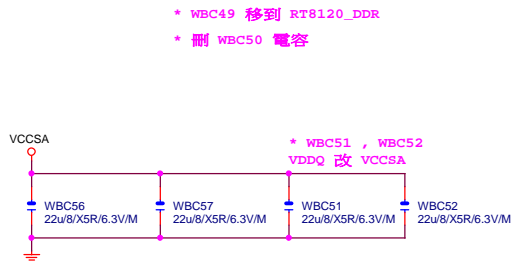 * WBC49 移到 RT8120_DDR
* 刪 WBC50 電容
VCCSA
* WBC51 , WBC52
VDDQ 改 VCCSA
WBC56
22u/8/X5R/6.3V/M
WBC57
22u/8/X5R/6.3V/M
WBC51
22u/8/X5R/6.3V/M
WBC52
22u/8/X5R/6.3V/M